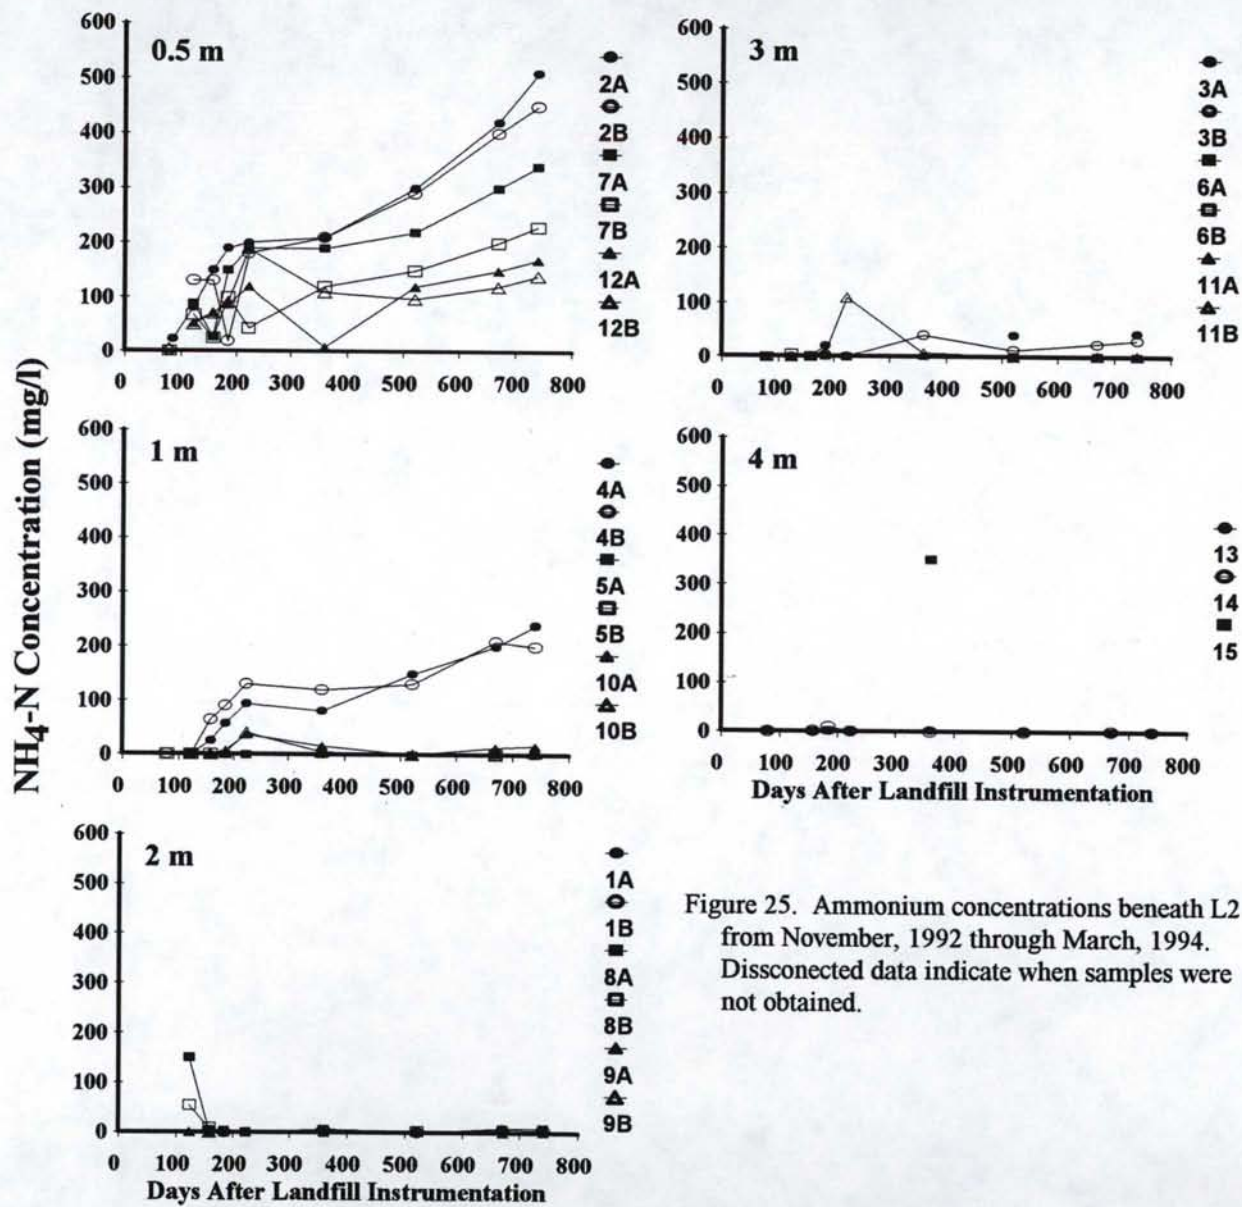 NH4-N Concentration (mg/l)
0.5 m
600
500
400
300
200
100
0
0 100 200 300 400 500 600 700 800
2A
2B
7A
7B
12A
12B
3 m
600
500
400
300
200
100
0
0 100 200 300 400 500 600 700 800
3A
3B
6A
6B
11A
11B
1 m
600
500
400
300
200
100
0
0 100 200 300 400 500 600 700 800
4A
4B
5A
5B
10A
10B
4 m
600
500
400
300
200
100
0
0 100 200 300 400 500 600 700 800
Days After Landfill Instrumentation
13
14
15
2 m
600
500
400
300
200
100
0
0 100 200 300 400 500 600 700 800
Days After Landfill Instrumentation
1A
1B
8A
8B
9A
9B
Figure 25. Ammonium concentrations beneath L2
from November, 1992 through March, 1994.
Dissconected data indicate when samples were
not obtained.